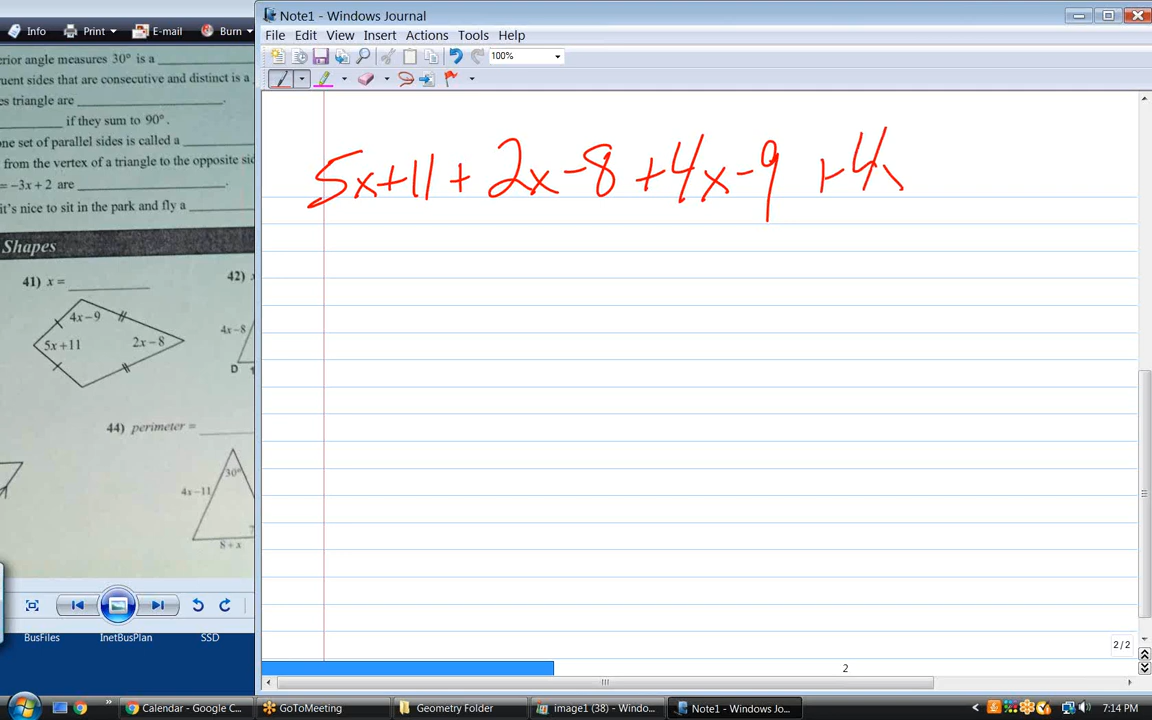 Info Print E-mail Burn
Note1 - Windows Journal
File Edit View Insert Actions Tools Help
100%
erior angle measures 30° is a
ruent sides that are consecutive and distinct is a
es triangle are .
if they sum to 90°.
one set of parallel sides is called a
from the vertex of a triangle to the opposite si
= −3x + 2 are .
it's nice to sit in the park and fly a
Shapes
41) x =
42)
4x−9
5x+11
2x−8
4x−8
D
44) perimeter =
30°
4x−11
8+x
5x+11 + 2x-8 +4x-9 +4x
2/2
2
BusFiles InetBusPlan SSD
Calendar - Google C...
GoToMeeting
Geometry Folder
image1 (38) - Windo...
Note1 - Windows Jo...
7:14 PM